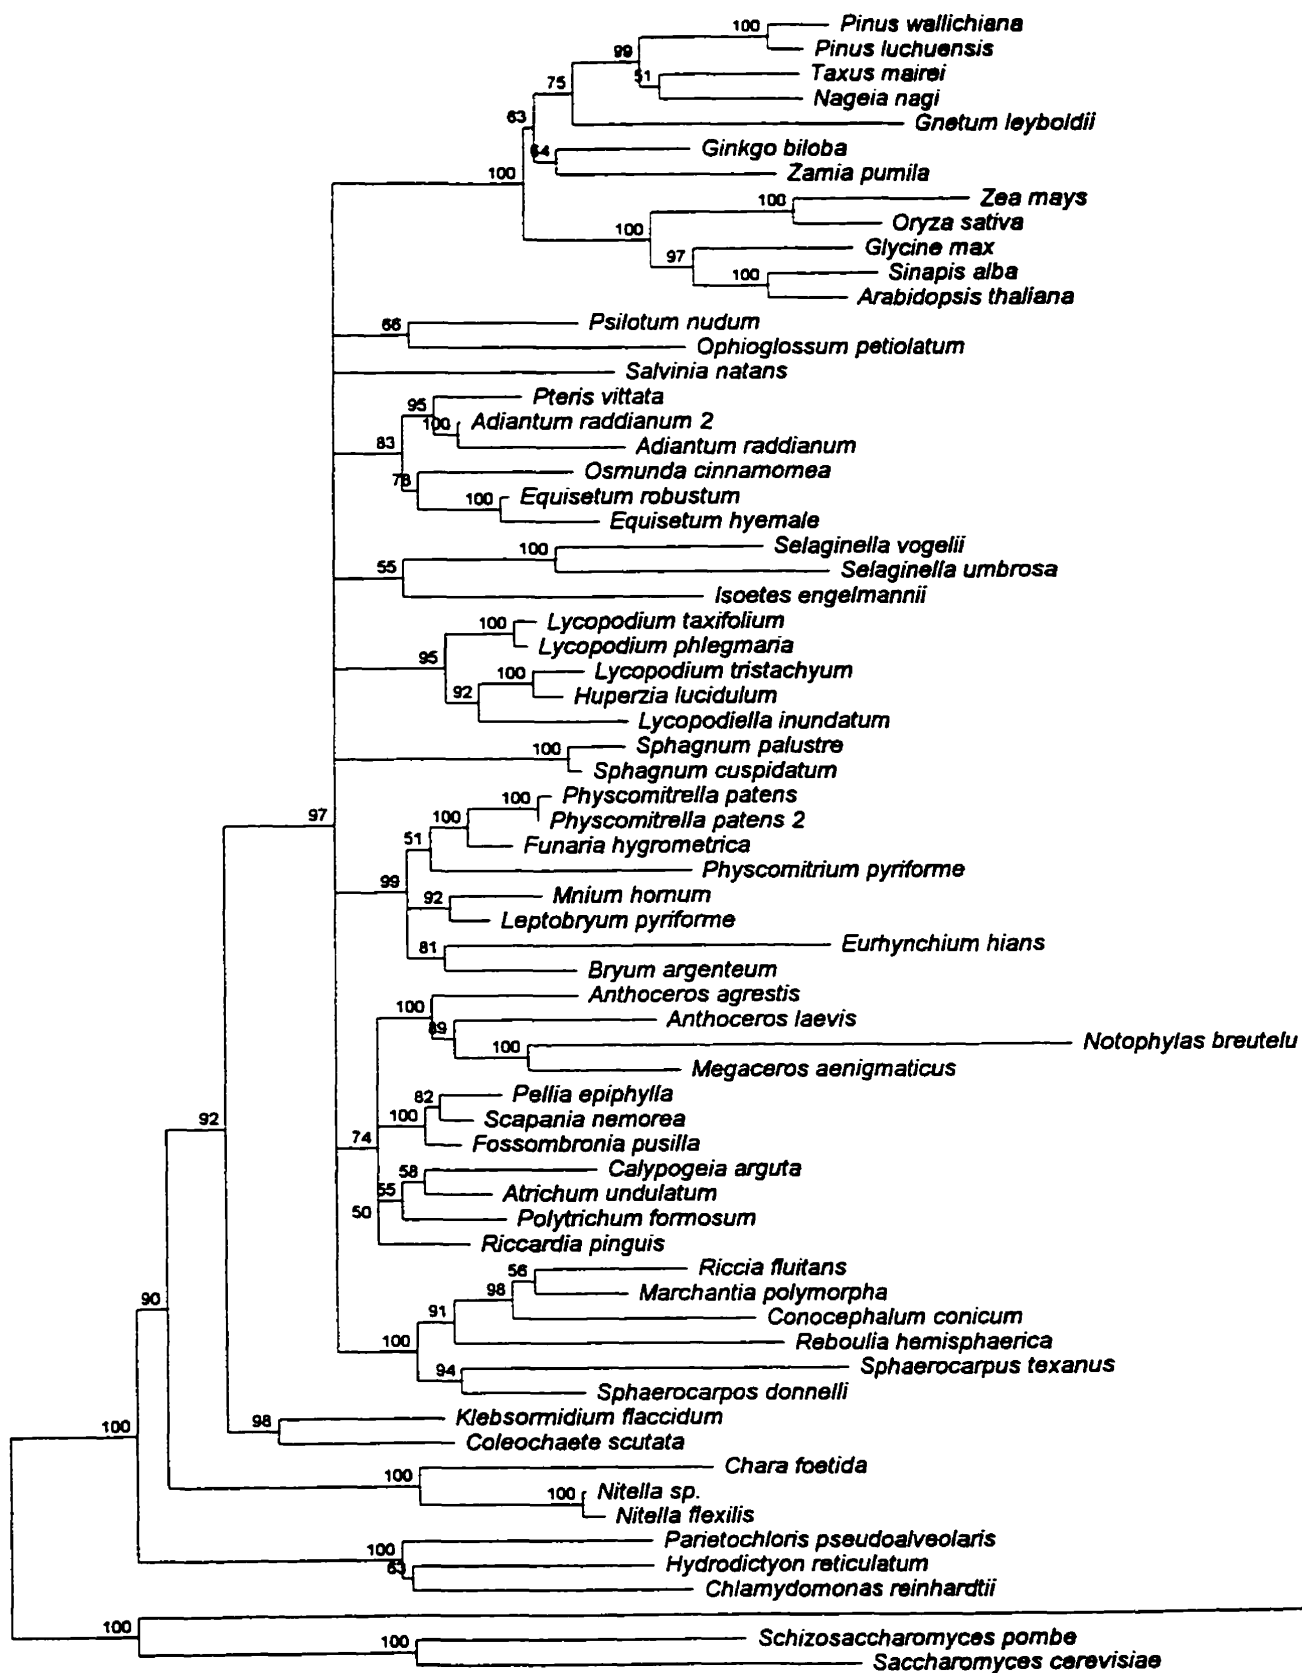 100 Pinus wallichiana
Pinus luchuensis
99
51 Taxus mairei
75
Nageia nagi
63
Gnetum leyboldii
Ginkgo biloba
100
Zamia pumila
100 Zea mays
Oryza sativa
100
Glycine max
97
100 Sinapis alba
Arabidopsis thaliana
66 Psilotum nudum
Ophioglossum petiolatum
Salvinia natans
95 Pteris vittata
100 Adiantum raddianum 2
83 Adiantum raddianum
78 Osmunda cinnamomea
100 Equisetum robustum
Equisetum hyemale
100 Selaginella vogelii
55 Selaginella umbrosa
Isoetes engelmannii
100 Lycopodium taxifolium
Lycopodium phlegmaria
95
100 Lycopodium tristachyum
92 Huperzia lucidulum
Lycopodiella inundatum
100 Sphagnum palustre
Sphagnum cuspidatum
100 Physcomitrella patens
97 100 Physcomitrella patens 2
51 Funaria hygrometrica
Physcomitrium pyriforme
99
92 Mnium hornum
Leptobryum pyriforme
81 Eurhynchium hians
Bryum argenteum
Anthoceros agrestis
100
89 Anthoceros laevis
100 Notophylas breutelu
Megaceros aenigmaticus
82 Pellia epiphylla
92 100 Scapania nemorea
74 Fossombronia pusilla
58 Calypogeia arguta
55 Atrichum undulatum
50 Polytrichum formosum
Riccardia pinguis
56 Riccia fluitans
98 Marchantia polymorpha
90 91 Conocephalum conicum
100 Reboulia hemisphaerica
94 Sphaerocarpus texanus
Sphaerocarpos donnelli
98 Klebsormidium flaccidum
100 Coleochaete scutata
Chara foetida
100
100 Nitella sp.
Nitella flexilis
100 Parietochloris pseudoalveolaris
63 Hydrodictyon reticulatum
Chlamydomonas reinhardtii
100
100 Schizosaccharomyces pombe
Saccharomyces cerevisiae